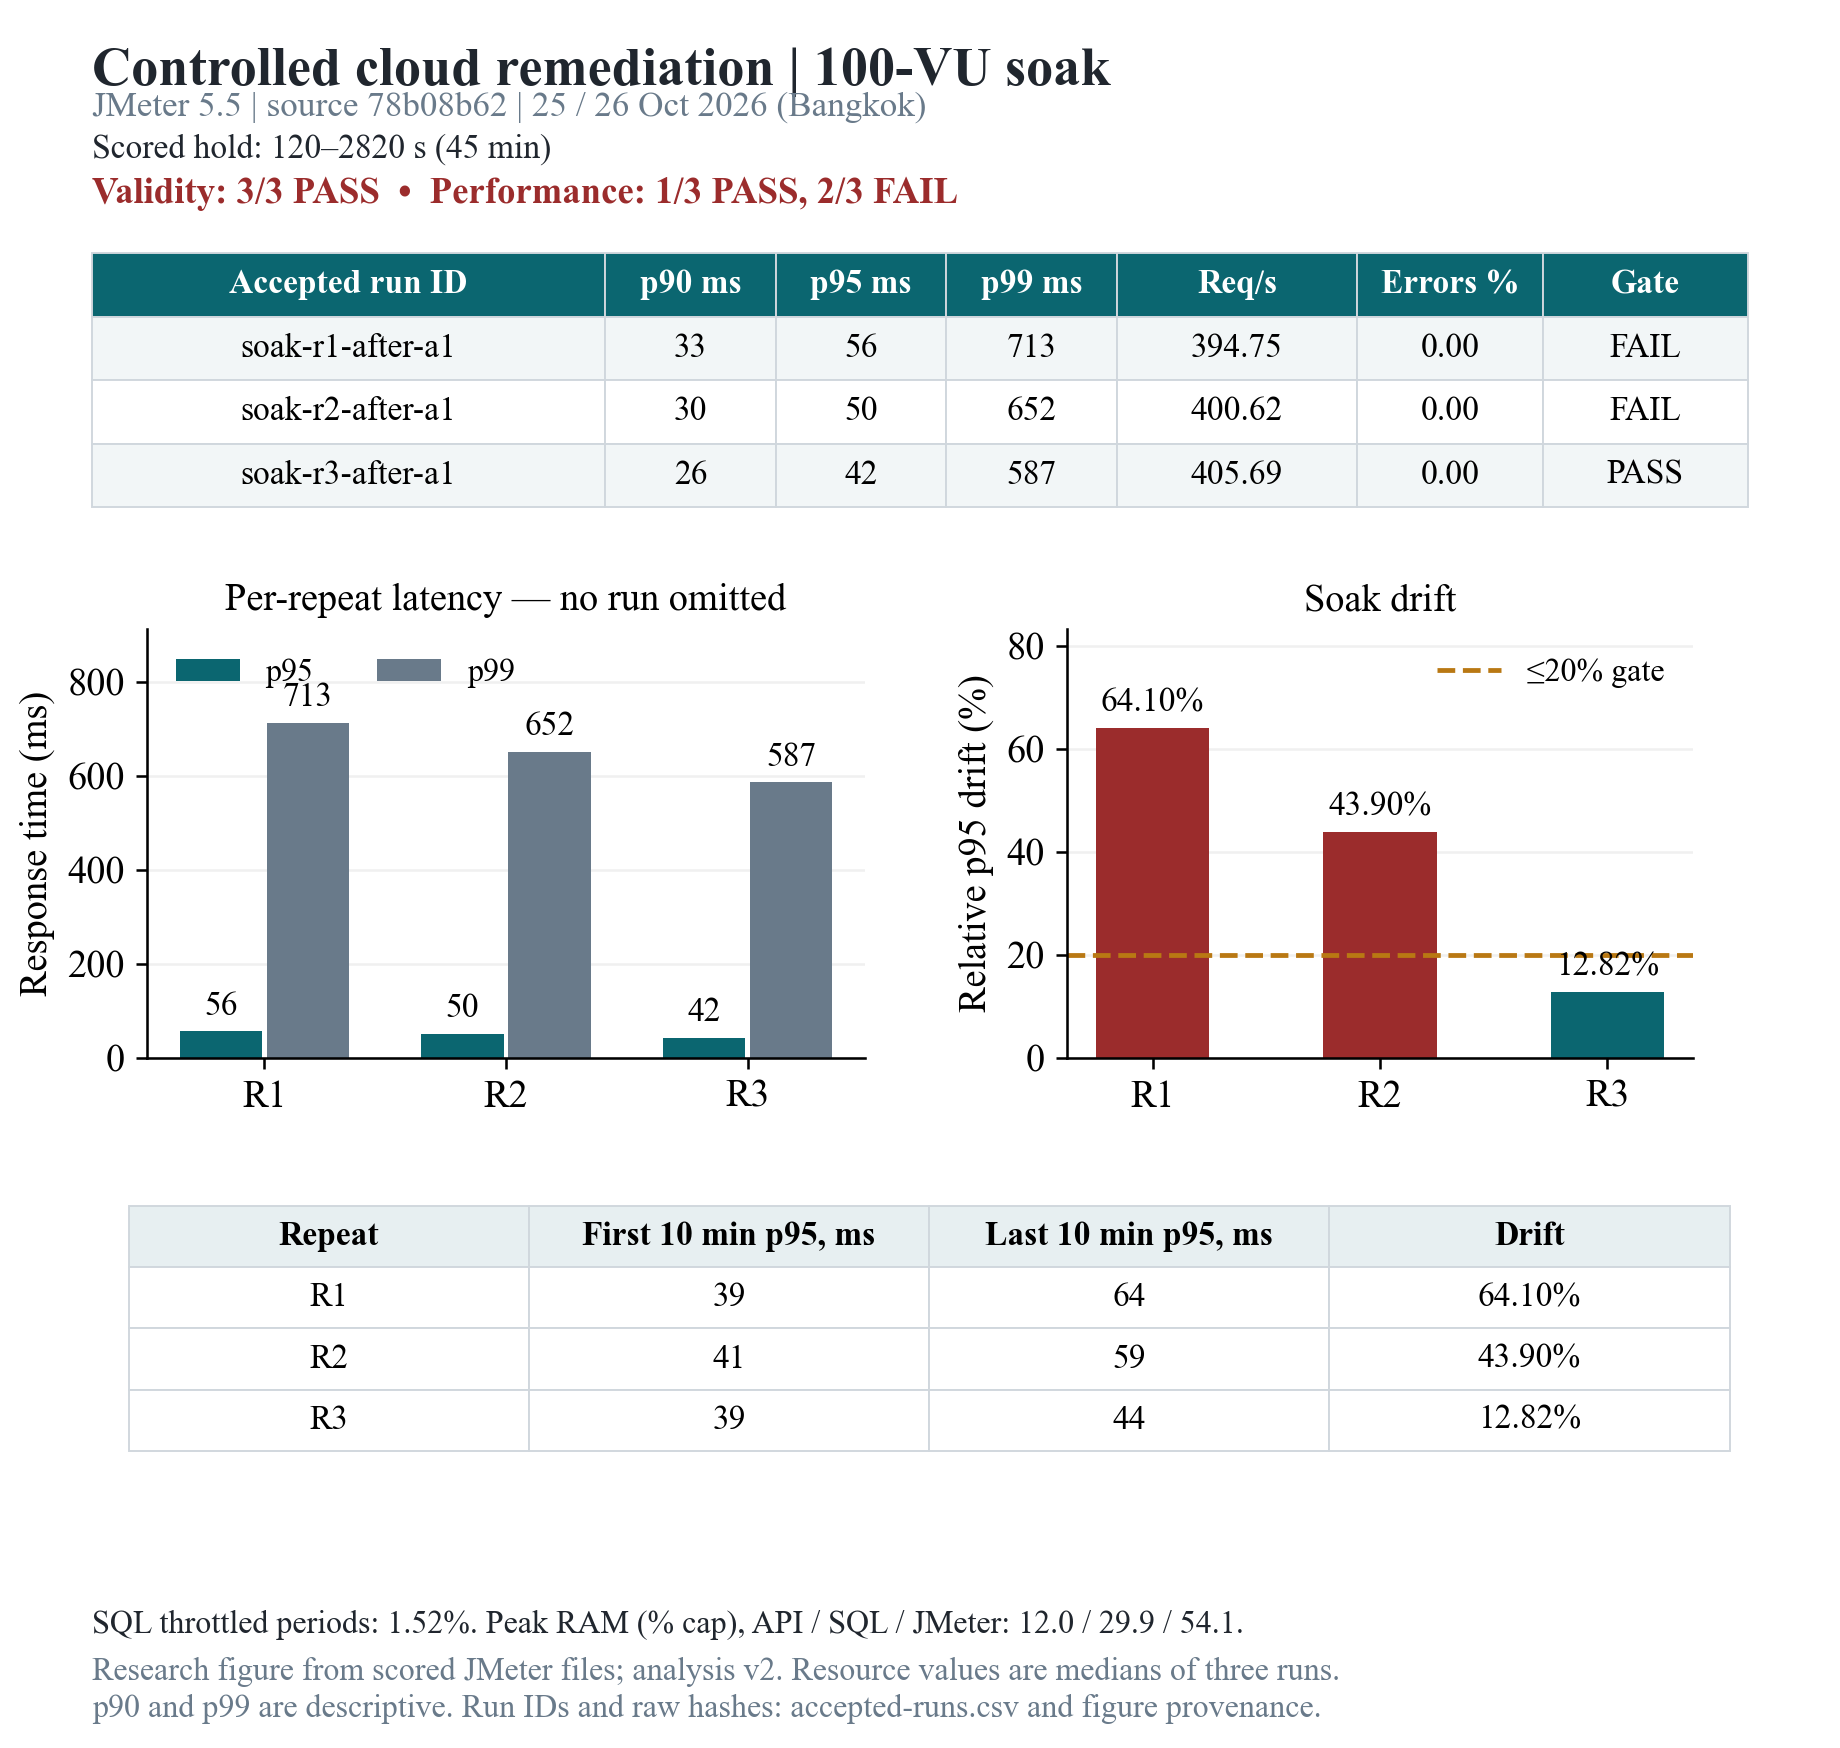 Controlled cloud remediation | 100-VU soak
JMeter 5.5 | source 78b08b62 | 25 / 26 Oct 2026 (Bangkok)
Scored hold: 120–2820 s (45 min)
Validity: 3/3 PASS • Performance: 1/3 PASS, 2/3 FAIL
Accepted run ID p90 ms p95 ms p99 ms Req/s Errors % Gate
soak-r1-after-a1 33 56 713 394.75 0.00 FAIL
soak-r2-after-a1 30 50 652 400.62 0.00 FAIL
soak-r3-after-a1 26 42 587 405.69 0.00 PASS
Per-repeat latency — no run omitted
Response time (ms)
800
600
400
200
0
p95 p99
713
652
587
56
50
42
R1 R2 R3
Soak drift
Relative p95 drift (%)
80
60
40
20
0
≤20% gate
64.10%
43.90%
12.82%
R1 R2 R3
Repeat First 10 min p95, ms Last 10 min p95, ms Drift
R1 39 64 64.10%
R2 41 59 43.90%
R3 39 44 12.82%
SQL throttled periods: 1.52%. Peak RAM (% cap), API / SQL / JMeter: 12.0 / 29.9 / 54.1.
Research figure from scored JMeter files; analysis v2. Resource values are medians of three runs.
p90 and p99 are descriptive. Run IDs and raw hashes: accepted-runs.csv and figure provenance.